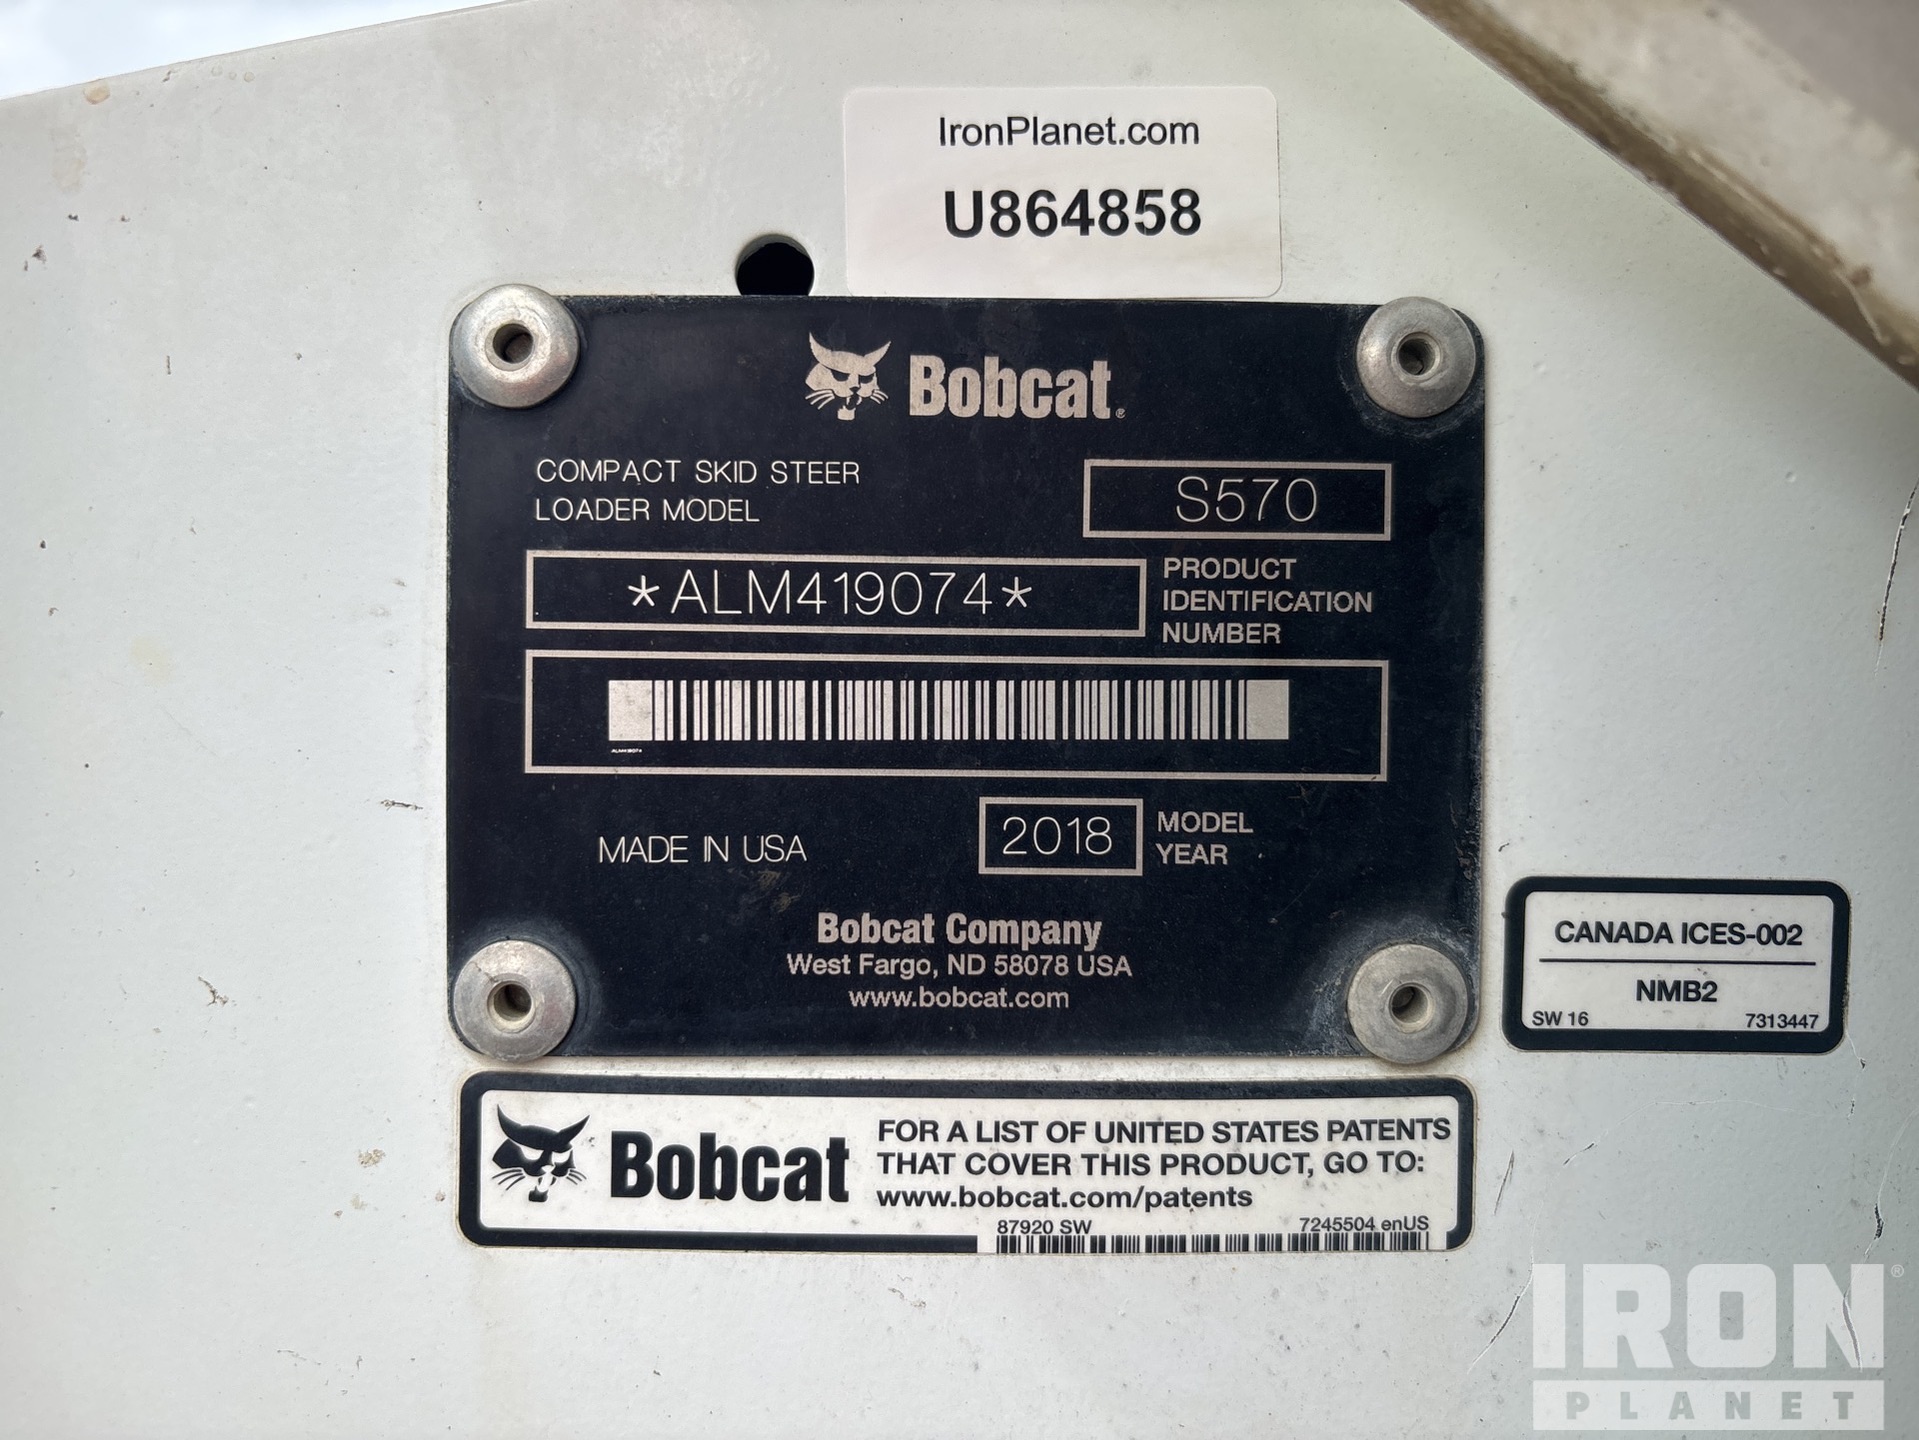 IronPlanet.com
U864858
Bobcat®
COMPACT SKID STEER
LOADER MODEL
S570
*ALM419074*
PRODUCT
IDENTIFICATION
NUMBER
ALM419074
MADE IN USA
2018
MODEL
YEAR
Bobcat Company
West Fargo, ND 58078 USA
www.bobcat.com
CANADA ICES-002
NMB2
SW 16 7313447
Bobcat
FOR A LIST OF UNITED STATES PATENTS
THAT COVER THIS PRODUCT, GO TO:
www.bobcat.com/patents
87920 SW 7245504 enUS
IRON®
PLANET